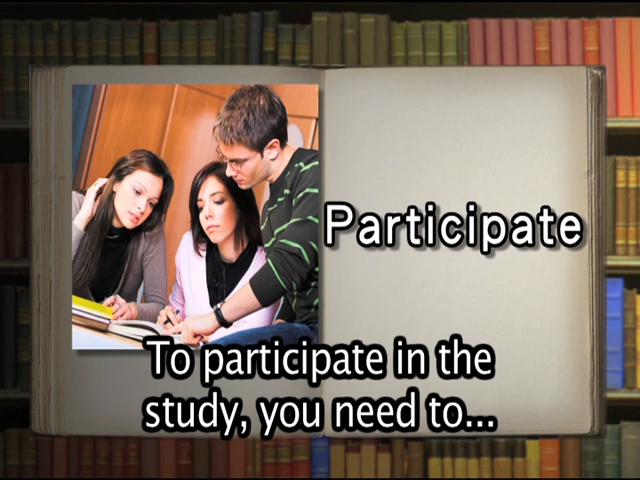 Participate
To participate in the
study, you need to...